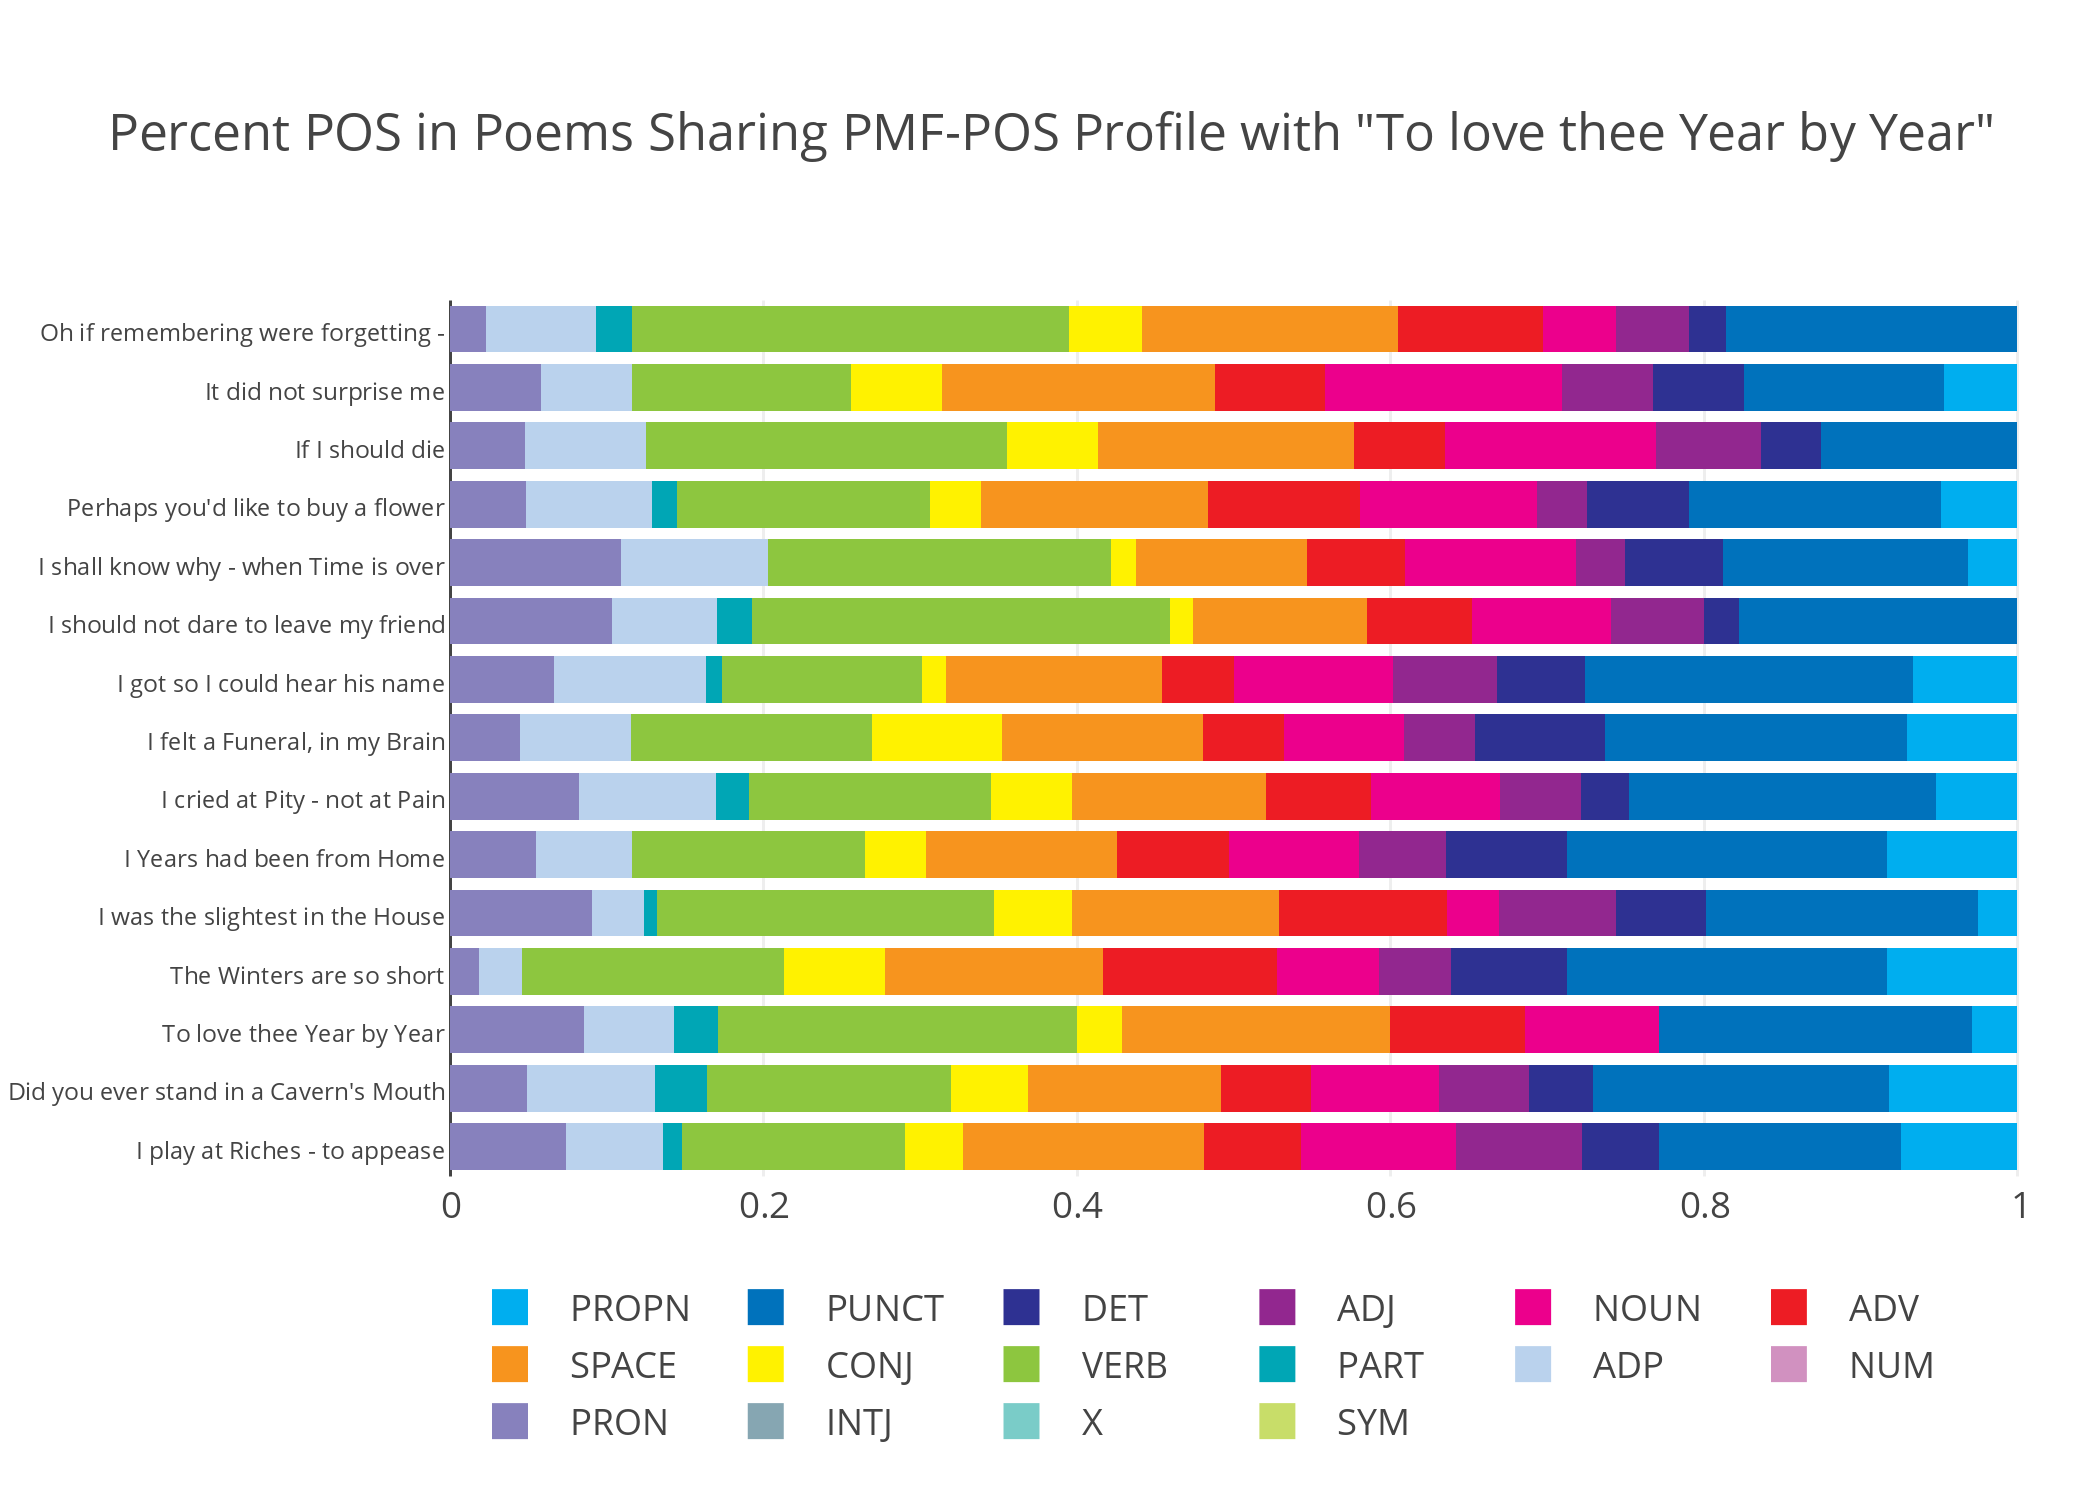 Percent POS in Poems Sharing PMF-POS Profile with "To love thee Year by Year"
Oh if remembering were forgetting -
It did not surprise me
If I should die
Perhaps you'd like to buy a flower
I shall know why - when Time is over
I should not dare to leave my friend
I got so I could hear his name
I felt a Funeral, in my Brain
I cried at Pity - not at Pain
I Years had been from Home
I was the slightest in the House
The Winters are so short
To love thee Year by Year
Did you ever stand in a Cavern's Mouth
I play at Riches - to appease
0 0.2 0.4 0.6 0.8 1
PROPN PUNCT DET ADJ NOUN ADV
SPACE CONJ VERB PART ADP NUM
PRON INTJ X SYM